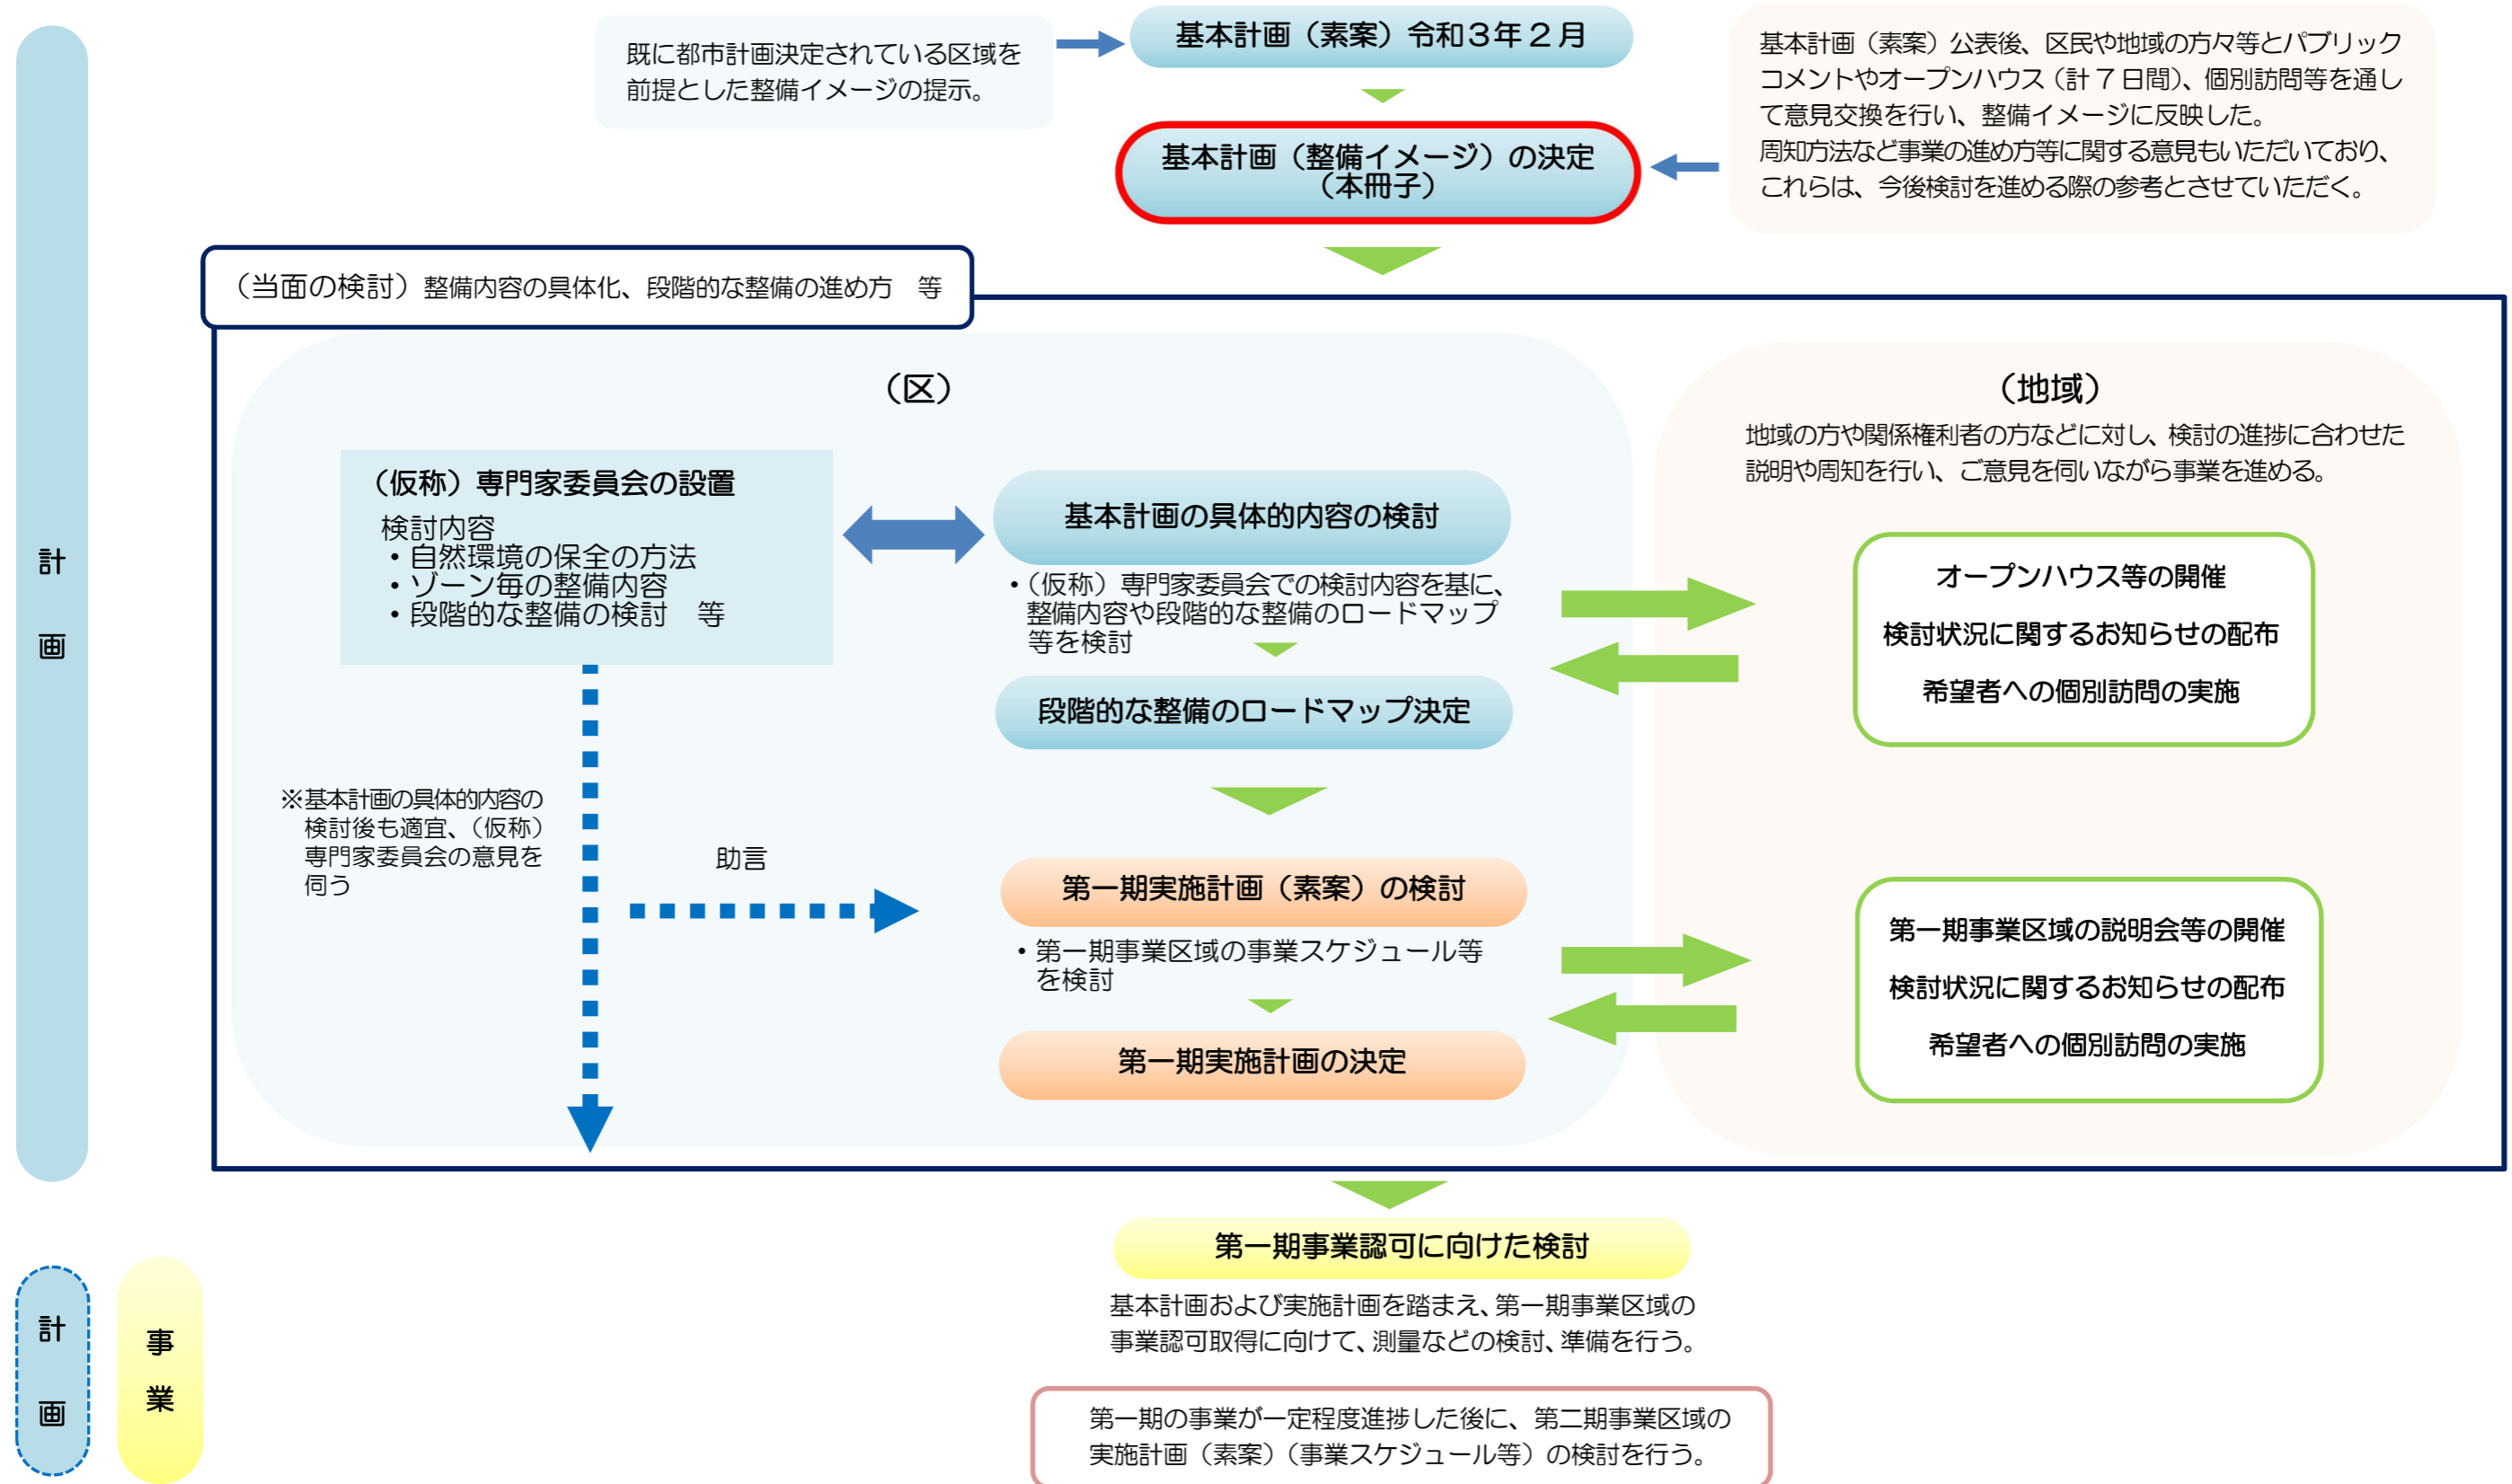 既に都市計画決定されている区域を
前提とした整備イメージの提示。
基本計画（素案）令和３年２月
基本計画（整備イメージ）の決定
（本冊子）
基本計画（素案）公表後、区民や地域の方々等とパブリック
コメントやオープンハウス（計７日間）、個別訪問等を通し
て意見交換を行い、整備イメージに反映した。
周知方法など事業の進め方等に関する意見もいただいており、
これらは、今後検討を進める際の参考とさせていただく。
計
画
（当面の検討）整備内容の具体化、段階的な整備の進め方　等
（区）
（仮称）専門家委員会の設置
検討内容
・自然環境の保全の方法
・ゾーン毎の整備内容
・段階的な整備の検討　等
基本計画の具体的内容の検討
・（仮称）専門家委員会での検討内容を基に、
整備内容や段階的な整備のロードマップ
等を検討
段階的な整備のロードマップ決定
※基本計画の具体的内容の
検討後も適宜、（仮称）
専門家委員会の意見を
伺う
助言
第一期実施計画（素案）の検討
・第一期事業区域の事業スケジュール等
を検討
第一期実施計画の決定
（地域）
地域の方や関係権利者の方などに対し、検討の進捗に合わせた
説明や周知を行い、ご意見を伺いながら事業を進める。
オープンハウス等の開催
検討状況に関するお知らせの配布
希望者への個別訪問の実施
第一期事業区域の説明会等の開催
検討状況に関するお知らせの配布
希望者への個別訪問の実施
計
画
事
業
第一期事業認可に向けた検討
基本計画および実施計画を踏まえ、第一期事業区域の
事業認可取得に向けて、測量などの検討、準備を行う。
第一期の事業が一定程度進捗した後に、第二期事業区域の
実施計画（素案）（事業スケジュール等）の検討を行う。